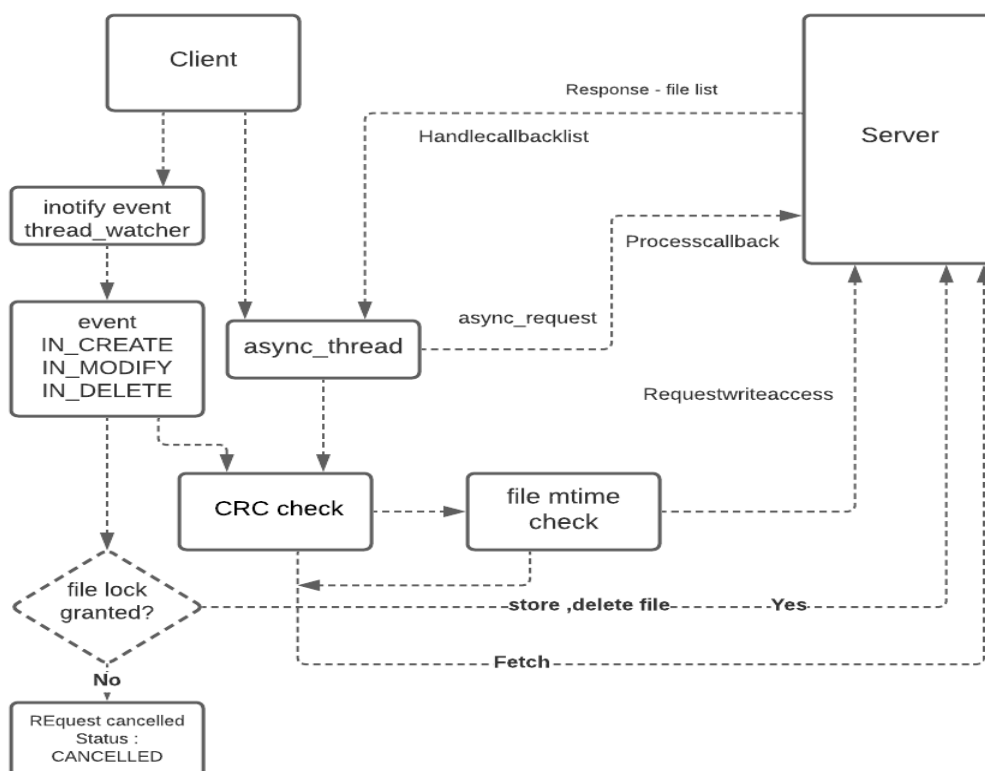 Client
Response - file list
Handlecallbacklist
Server
inotify event
thread_watcher
Processcallback
event
IN_CREATE
IN_MODIFY
IN_DELETE
async_request
async_thread
Requestwriteaccess
CRC check
file mtime
check
file lock
granted?
store ,delete file
Yes
Fetch
No
REquest cancelled
Status :
CANCELLED